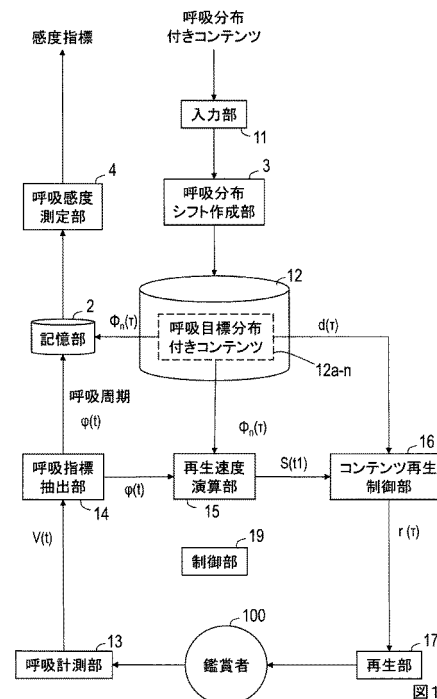 感度指標
呼吸分布
付きコンテンツ
入力部
11
4
呼吸感度
測定部
3
呼吸分布
シフト作成部
12
2
記憶部
Φn(τ)
呼吸目標分布
付きコンテンツ
d(τ)
12a-n
呼吸周期
φ(t)
Φn(τ)
16
呼吸指標
抽出部
14
φ(t)
再生速度
演算部
15
S(t1)
コンテンツ再生
制御部
V(t)
19
制御部
r(τ)
13
呼吸計測部
100
鑑賞者
17
再生部
図1